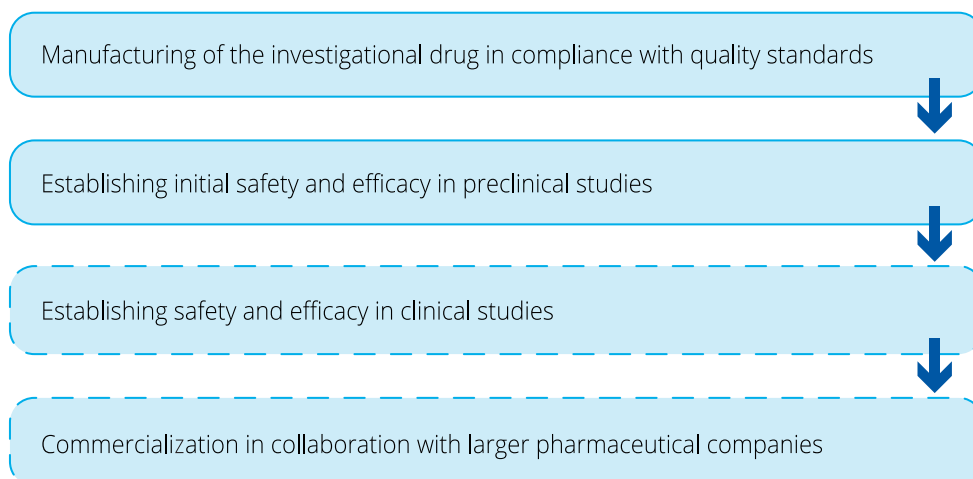 Manufacturing of the investigational drug in compliance with quality standards
Establishing initial safety and efficacy in preclinical studies
Establishing safety and efficacy in clinical studies
Commercialization in collaboration with larger pharmaceutical companies